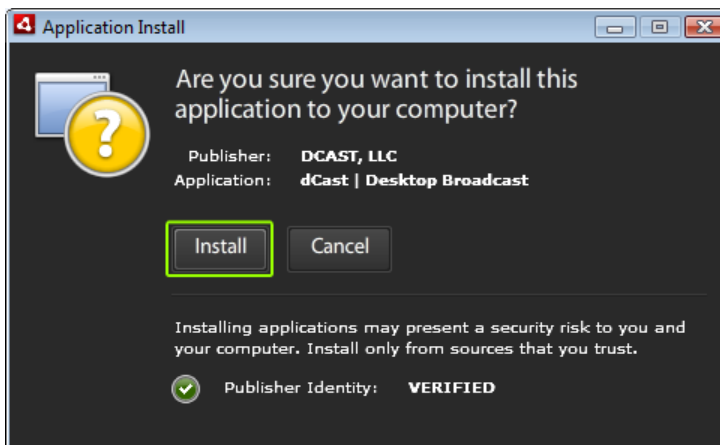 Application Install
Are you sure you want to install this
application to your computer?
Publisher: DCAST, LLC
Application: dCast | Desktop Broadcast
Install Cancel
Installing applications may present a security risk to you and
your computer. Install only from sources that you trust.
Publisher Identity: VERIFIED